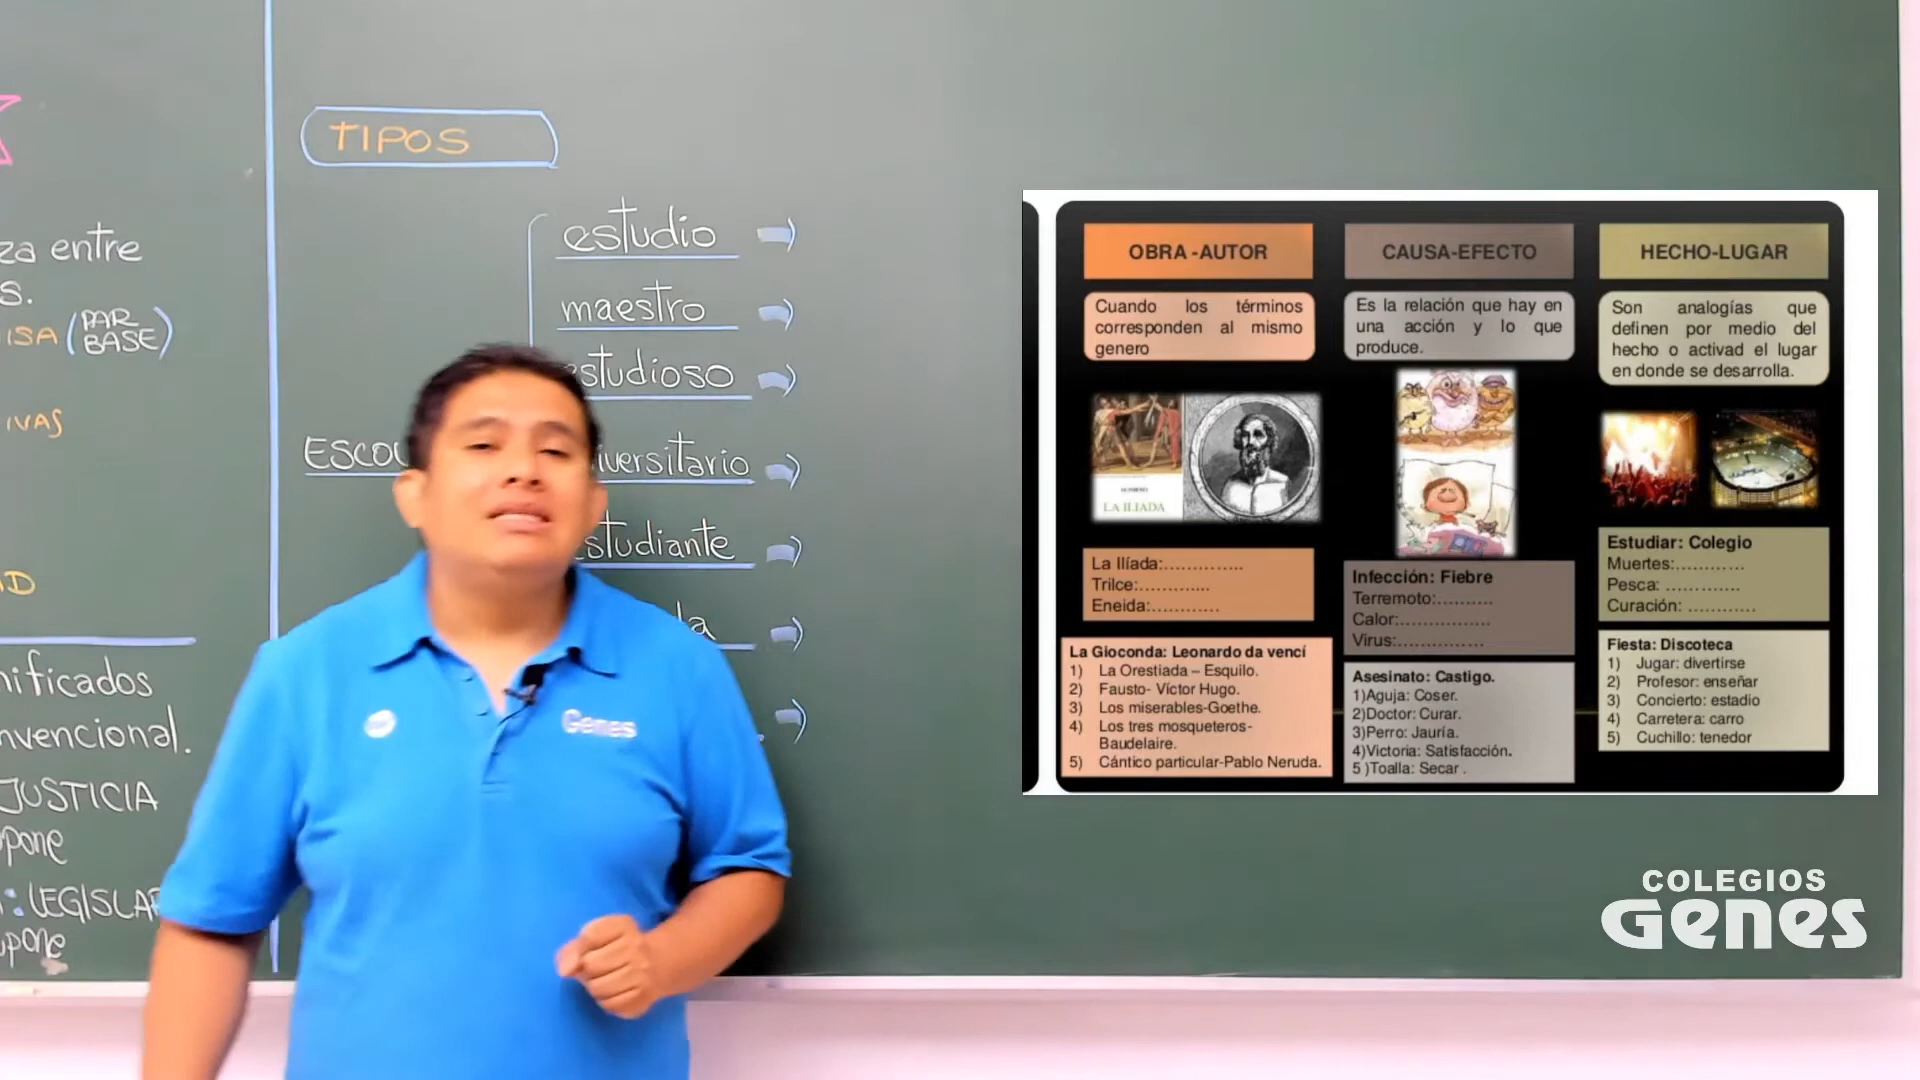 za entre
s.
ISA (PAR BASE)
IVAS
AD
nificados
nvencional.
JUSTICIA
pone
: LEGISLAR
upone
TIPOS
estudio
maestro
estudioso
ESCOL
iversitario
estudiante
la
Genes
OBRA -AUTOR
Cuando los términos
corresponden al mismo
genero
LA ILIADA
La Ilíada:…………..
Trilce:………...
Eneida:…………
La Gioconda: Leonardo da vencí
1) La Orestiada – Esquilo.
2) Fausto- Víctor Hugo.
3) Los miserables-Goethe.
4) Los tres mosqueteros-
Baudelaire.
5) Cántico particular-Pablo Neruda.
CAUSA-EFECTO
Es la relación que hay en
una acción y lo que
produce.
Infección: Fiebre
Terremoto:……….
Calor:……………..
Virus:……………
Asesinato: Castigo.
1)Aguja: Coser.
2)Doctor: Curar.
3)Perro: Jauría.
4)Victoria: Satisfacción.
5 )Toalla: Secar .
HECHO-LUGAR
Son analogías que
definen por medio del
hecho o activad el lugar
en donde se desarrolla.
Estudiar: Colegio
Muertes:…………
Pesca: ………….
Curación: …………
Fiesta: Discoteca
1) Jugar: divertirse
2) Profesor: enseñar
3) Concierto: estadio
4) Carretera: carro
5) Cuchillo: tenedor
COLEGIOS
Genes